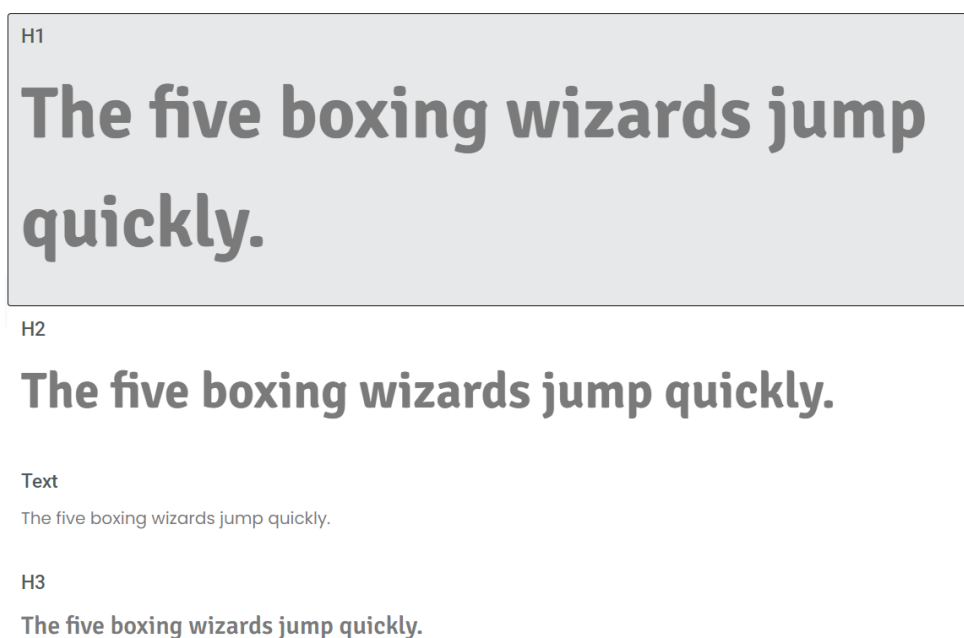 H1
The five boxing wizards jump
quickly.
H2
The five boxing wizards jump quickly.
Text
The five boxing wizards jump quickly.
H3
The five boxing wizards jump quickly.